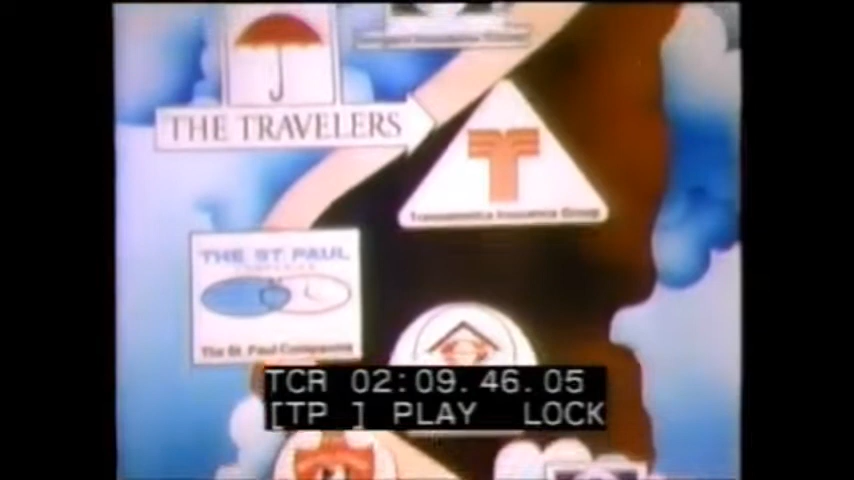 THE TRAVELERS
Transamerica Insurance Group
THE ST. PAUL
COMPANIES
The St. Paul Companies
TCR 02:09.46.05
[TP ] PLAY LOCK